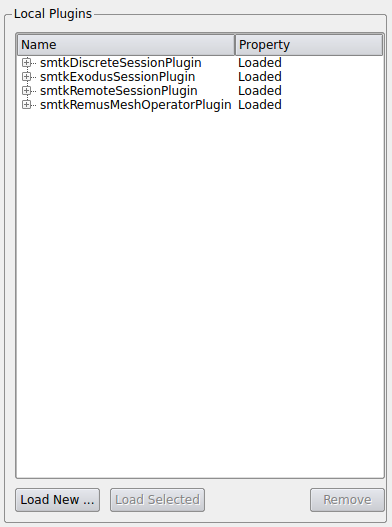 Local Plugins
Name Property
smtkDiscreteSessionPlugin Loaded
smtkExodusSessionPlugin Loaded
smtkRemoteSessionPlugin Loaded
smtkRemusMeshOperatorPlugin Loaded
Load New ... Load Selected Remove